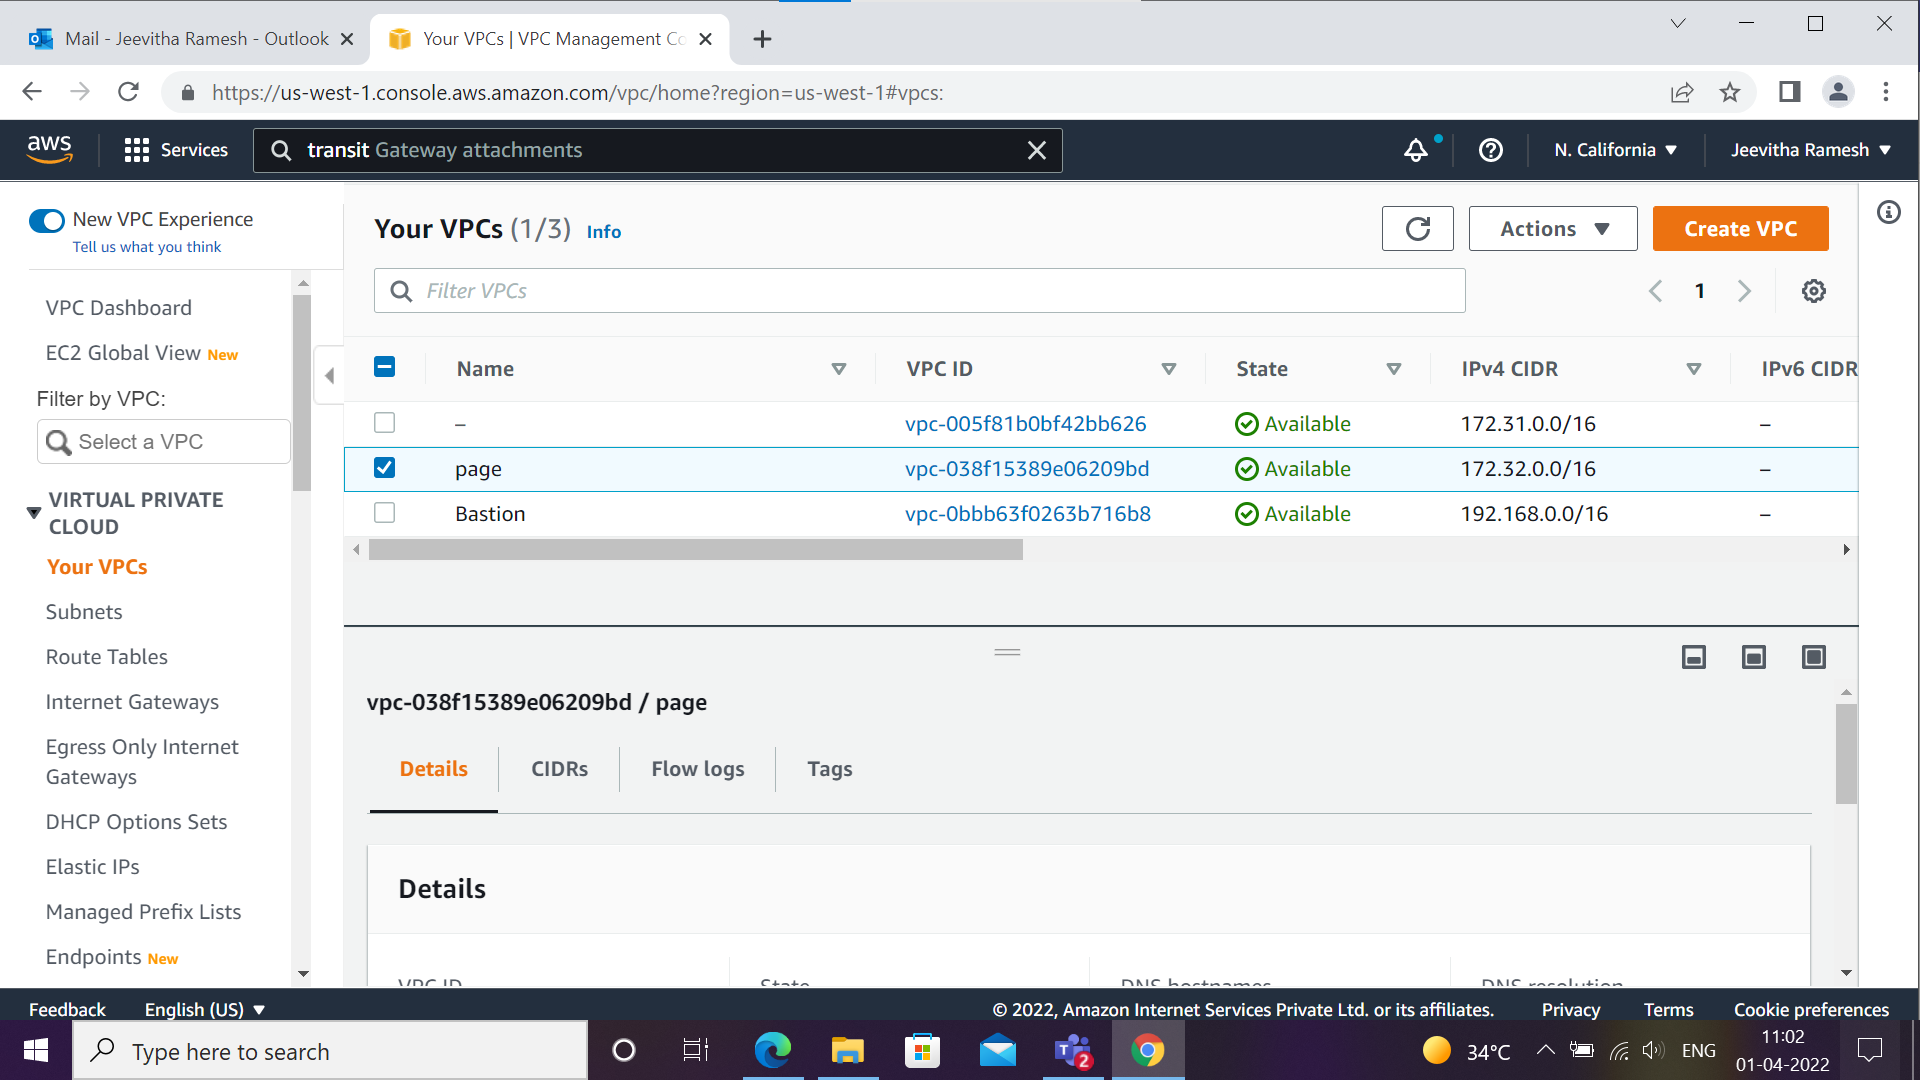 Mail - Jeevitha Ramesh - Outlook
Your VPCs | VPC Management Co
https://us-west-1.console.aws.amazon.com/vpc/home?region=us-west-1#vpcs:
aws
Services
transit Gateway attachments
N. California
Jeevitha Ramesh
New VPC Experience
Tell us what you think
VPC Dashboard
EC2 Global View New
Filter by VPC:
Select a VPC
VIRTUAL PRIVATE
CLOUD
Your VPCs
Subnets
Route Tables
Internet Gateways
Egress Only Internet
Gateways
DHCP Options Sets
Elastic IPs
Managed Prefix Lists
Endpoints New
Your VPCs (1/3) Info
Actions
Create VPC
Filter VPCs
1
Name VPC ID State IPv4 CIDR IPv6 CIDR
– vpc-005f81b0bf42bb626 Available 172.31.0.0/16 –
page vpc-038f15389e06209bd Available 172.32.0.0/16 –
Bastion vpc-0bbb63f0263b716b8 Available 192.168.0.0/16 –
vpc-038f15389e06209bd / page
Details CIDRs Flow logs Tags
Details
VPC ID State DNS hostnames DNS resolution
Feedback English (US) © 2022, Amazon Internet Services Private Ltd. or its affiliates. Privacy Terms Cookie preferences
Type here to search
T 2
34°C
ENG
11:02
01-04-2022